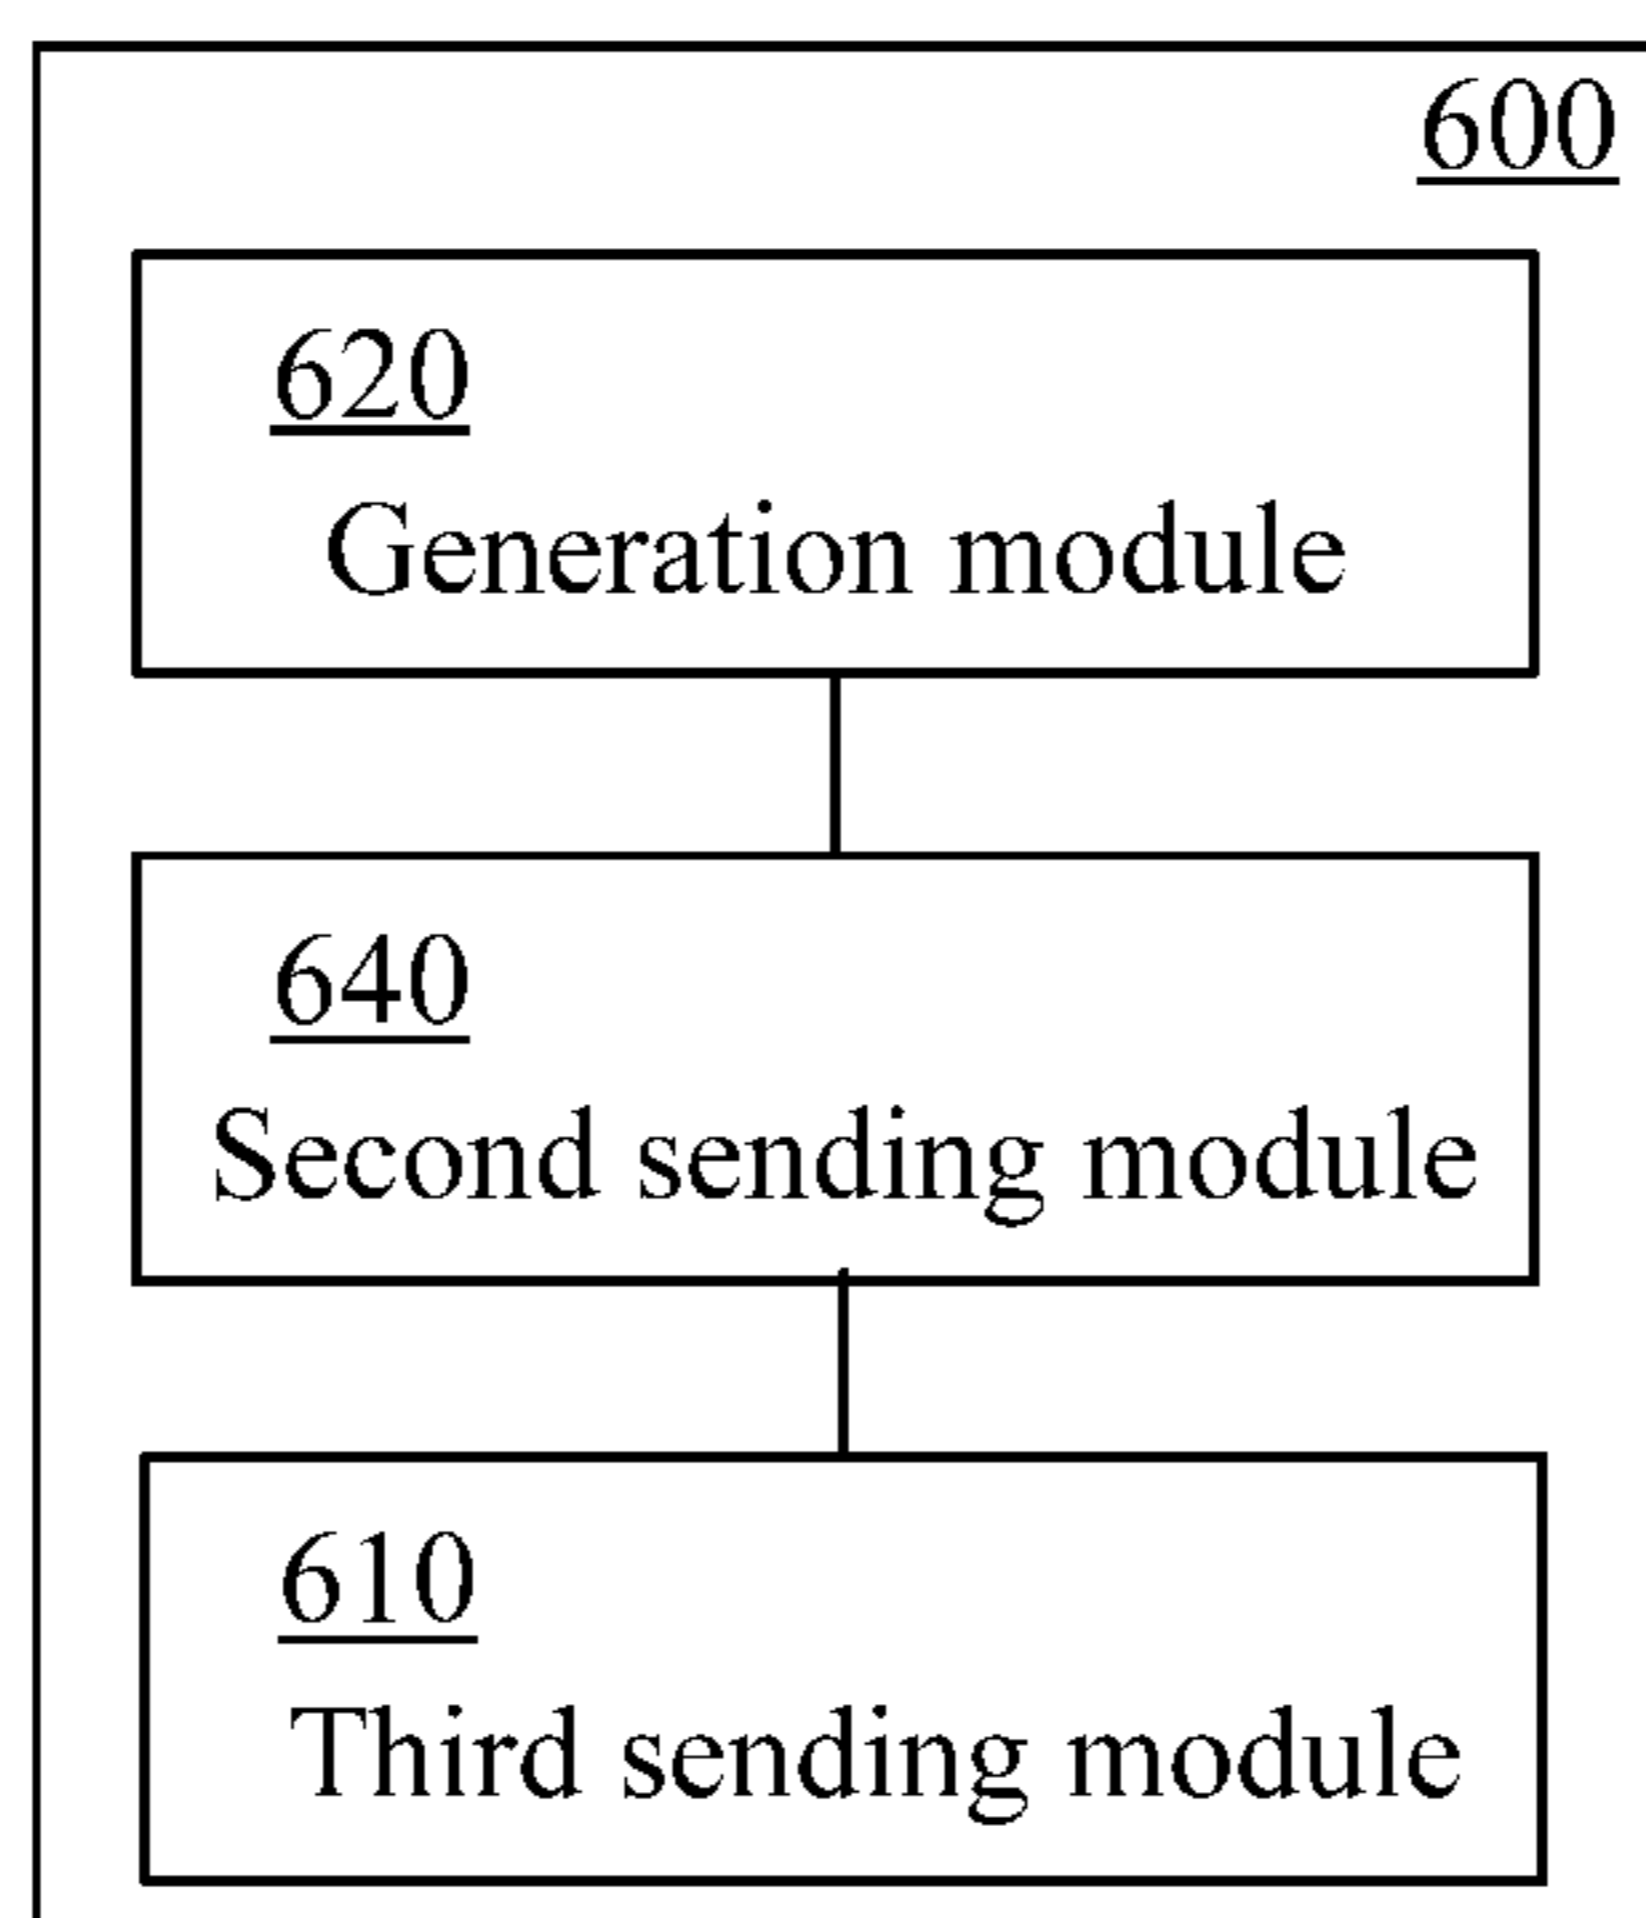 600
620
Generation module
640
Second sending module
610
Third sending module